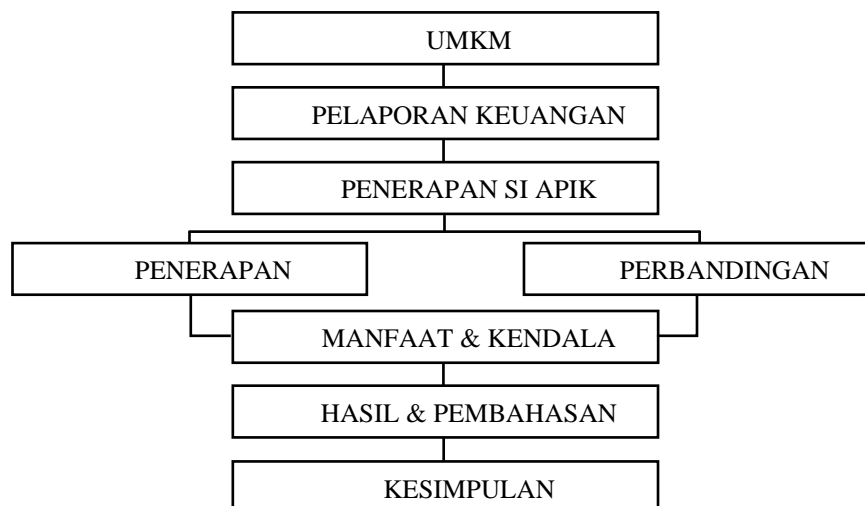 UMKM
PELAPORAN KEUANGAN
PENERAPAN SI APIK
PENERAPAN
PERBANDINGAN
MANFAAT & KENDALA
HASIL & PEMBAHASAN
KESIMPULAN